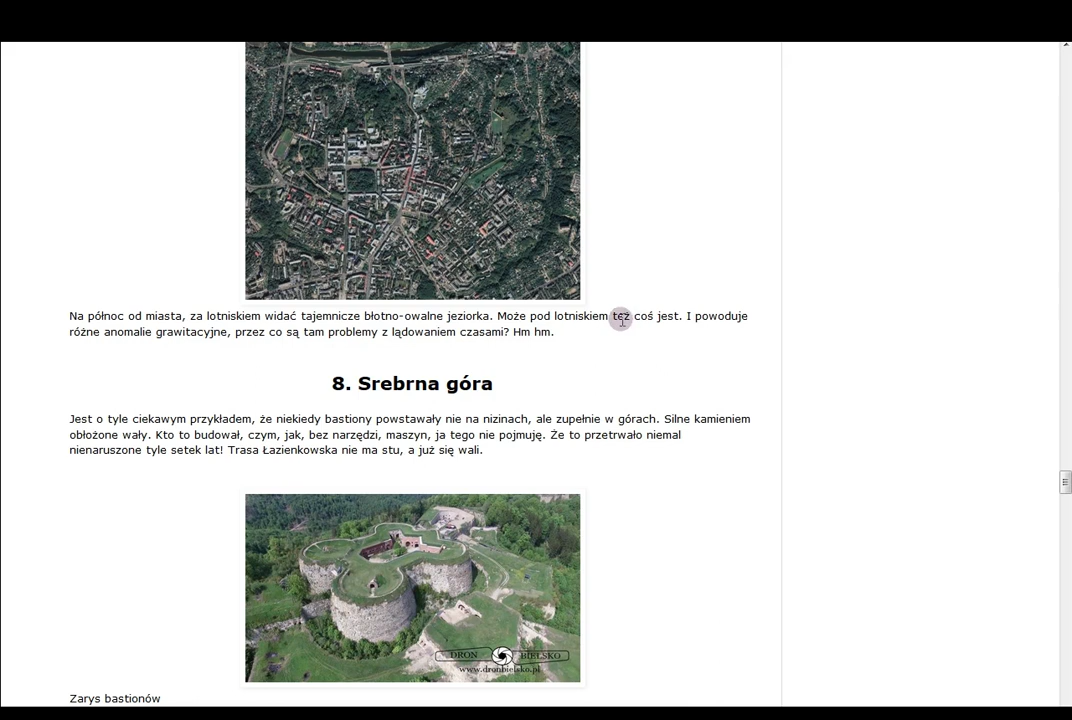 Na północ od miasta, za lotniskiem widać tajemnicze błotno-owalne jeziorka. Może pod lotniskiem też coś jest. I powoduje
różne anomalie grawitacyjne, przez co są tam problemy z lądowaniem czasami? Hm hm.
8. Srebrna góra
Jest o tyle ciekawym przykładem, że niekiedy bastiony powstawały nie na nizinach, ale zupełnie w górach. Silne kamieniem
obłożone wały. Kto to budował, czym, jak, bez narzędzi, maszyn, ja tego nie pojmuję. Że to przetrwało niemal
nienaruszone tyle setek lat! Trasa Łazienkowska nie ma stu, a już się wali.
DRON BIELSKO
www.dronbielsko.pl
Zarys bastionów